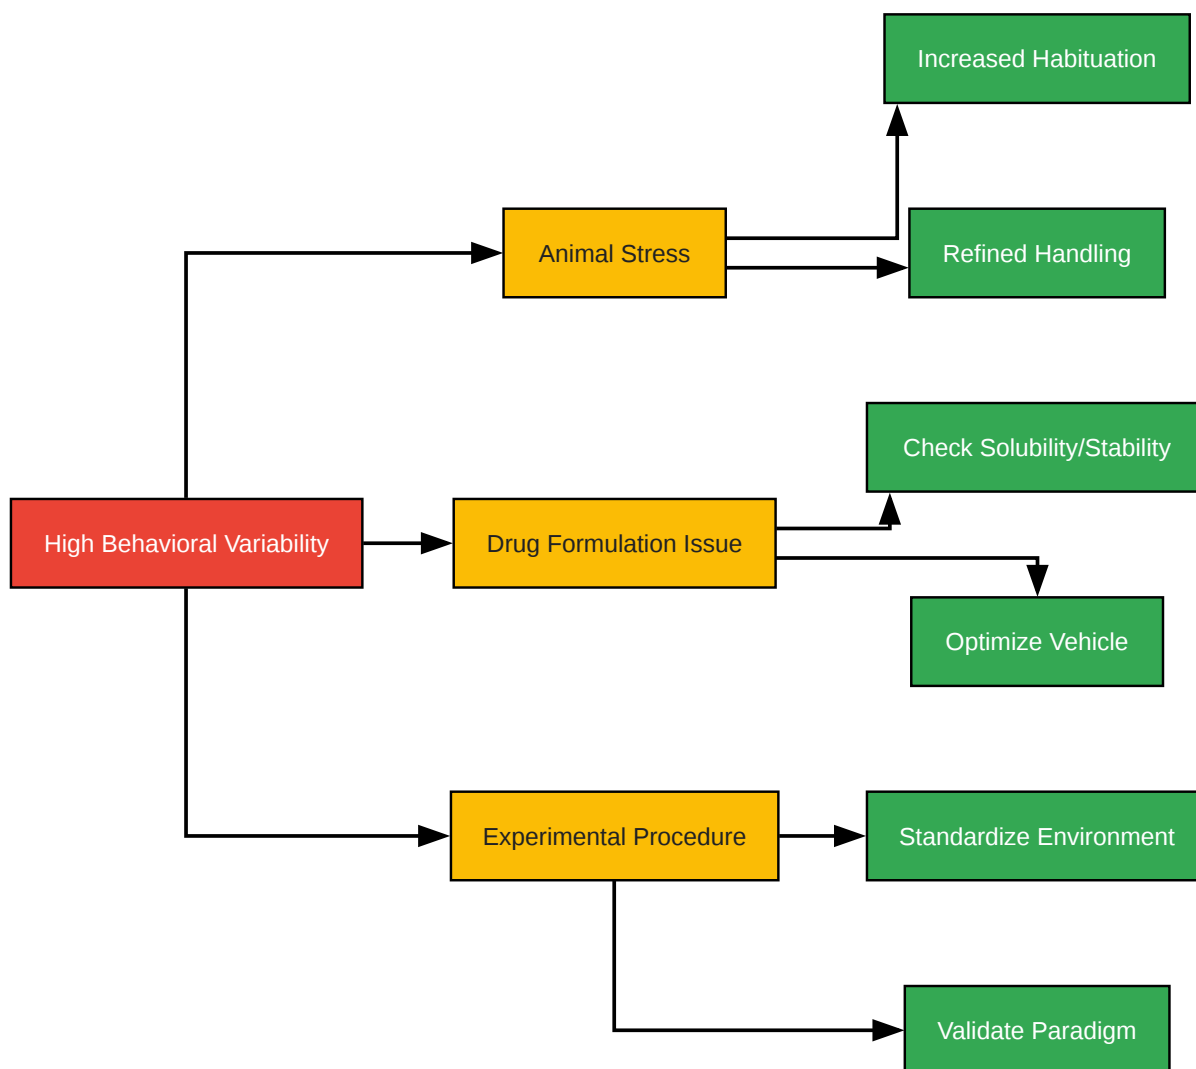 Increased Habituation
Animal Stress
Refined Handling
Check Solubility/Stability
High Behavioral Variability
Drug Formulation Issue
Optimize Vehicle
Experimental Procedure
Standardize Environment
Validate Paradigm